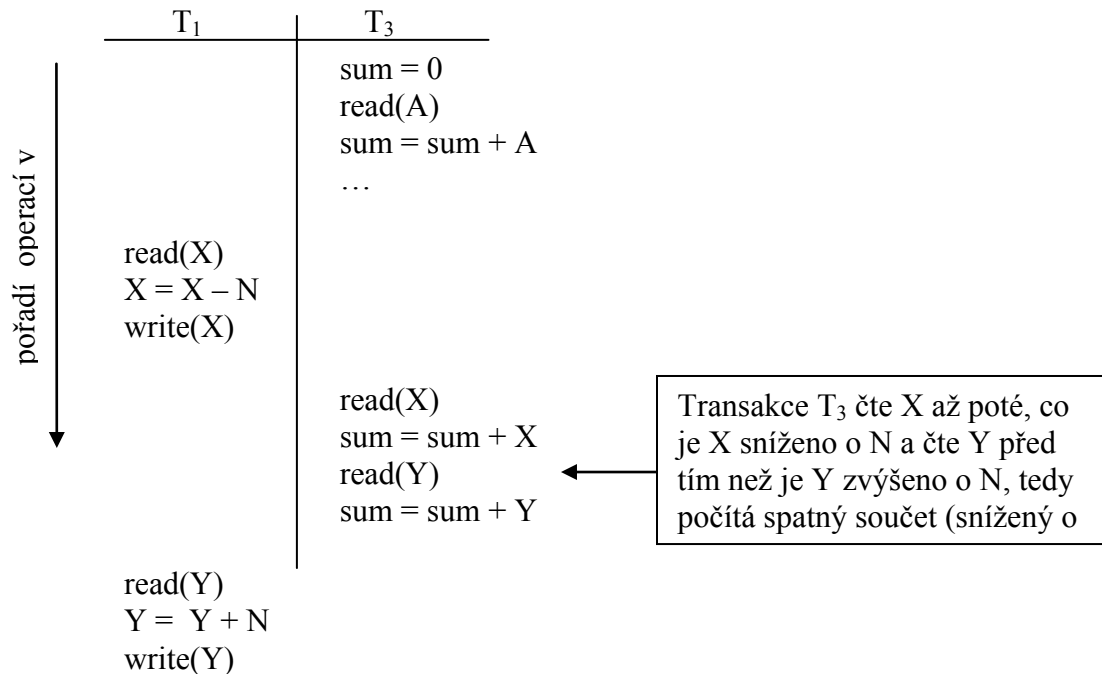 T₁ T₃
sum = 0
read(A)
sum = sum + A
…
pořadí operací v
read(X)
X = X – N
write(X)
read(X)
sum = sum + X
read(Y)
sum = sum + Y
Transakce T₃ čte X až poté, co
je X sníženo o N a čte Y před
tím než je Y zvýšeno o N, tedy
počítá spatný součet (snížený o
read(Y)
Y = Y + N
write(Y)